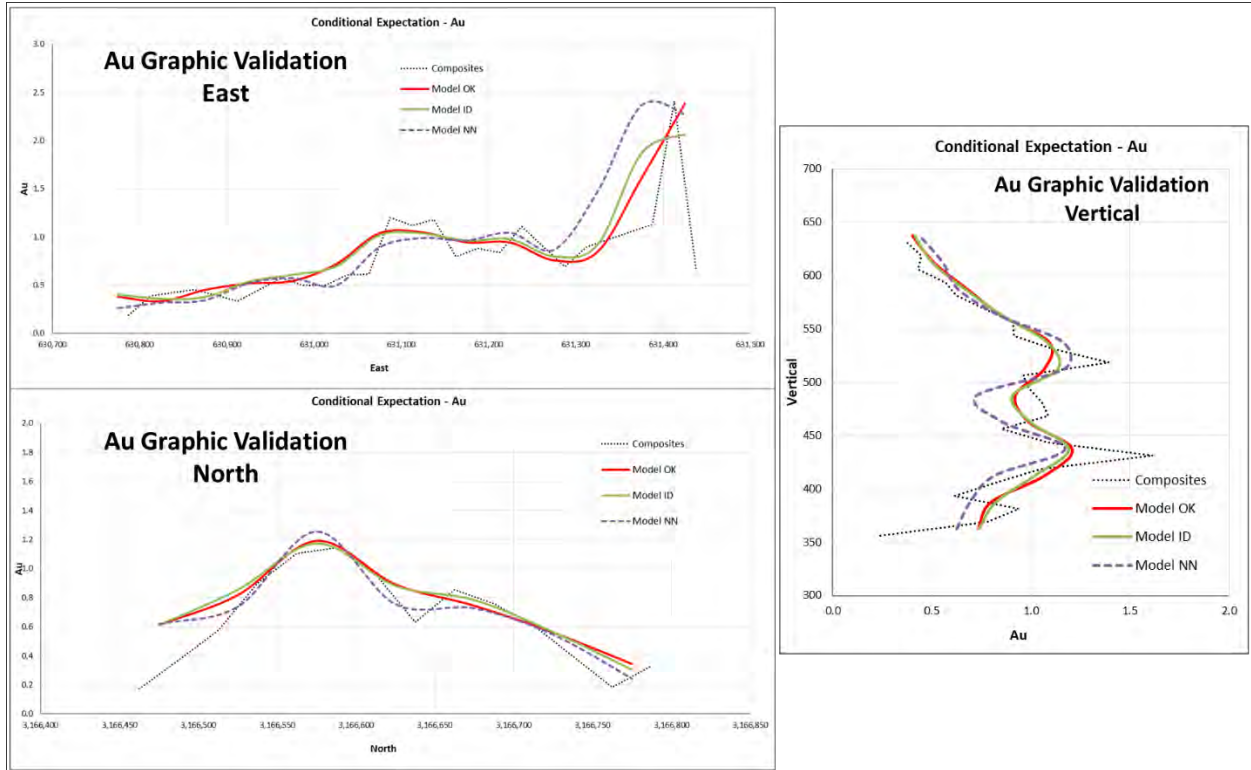 Conditional Expectation - Au
Au Graphic Validation
East
Composites
Model OK
Model ID
Model NN
3.0
2.5
2.0
1.5
1.0
0.5
0.0
Au
630,700 630,800 630,900 631,000 631,100 631,200 631,300 631,400 631,500
East
Conditional Expectation - Au
Au Graphic Validation
North
Composites
Model OK
Model ID
Model NN
2.0
1.8
1.6
1.4
1.2
1.0
0.8
0.6
0.4
0.2
0.0
Au
3,166,400 3,166,450 3,166,500 3,166,550 3,166,600 3,166,650 3,166,700 3,166,750 3,166,800 3,166,850
North
Conditional Expectation - Au
Au Graphic Validation
Vertical
700
650
600
550
500
450
400
350
300
Vertical
Composites
Model OK
Model ID
Model NN
0.0 0.5 1.0 1.5 2.0
Au